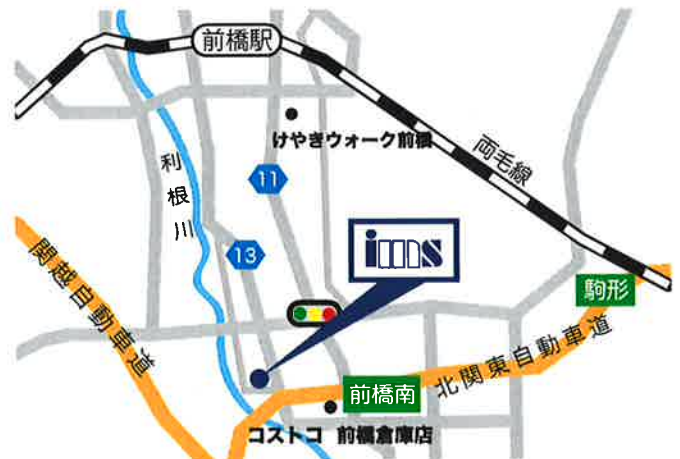 前橋駅
けやきウォーク前橋
両毛線
利根川
11
13
ims
関越自動車道
駒形
北関東自動車道
前橋南
コストコ 前橋倉庫店